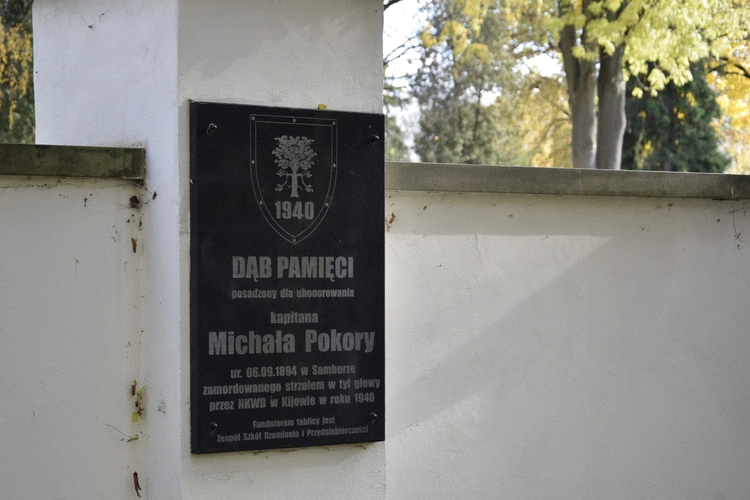 1940
DĄB PAMIĘCI
posadzony dla uhonorowania
kapitana
Michała Pokory
ur. 06.09.1894 w Samborze
zamordowanego strzałem w tył głowy
przez NKWD w Kijowie w roku 1940
Fundatorem tablicy jest
Zespół Szkół Rzemiosła i Przedsiębiorczości